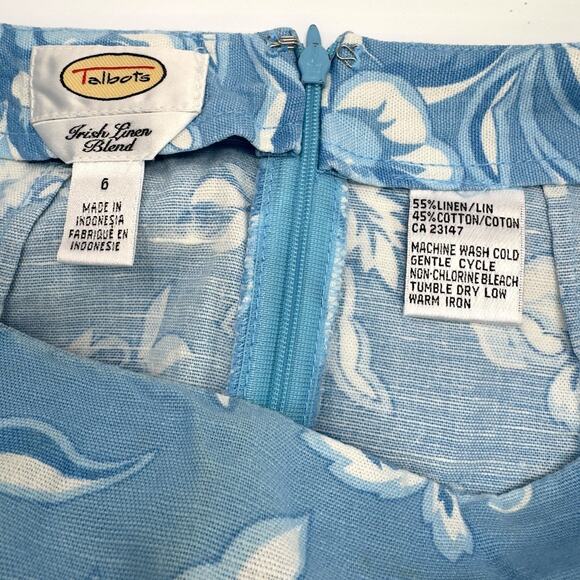 Talbots
Irish Linen
Blend
6
MADE IN
INDONESIA
FABRIQUÉ EN
INDONÉSIE
55%LINEN/LIN
45%COTTON/COTON
CA 23147
MACHINE WASH COLD
GENTLE CYCLE
NON-CHLORINE BLEACH
TUMBLE DRY LOW
WARM IRON